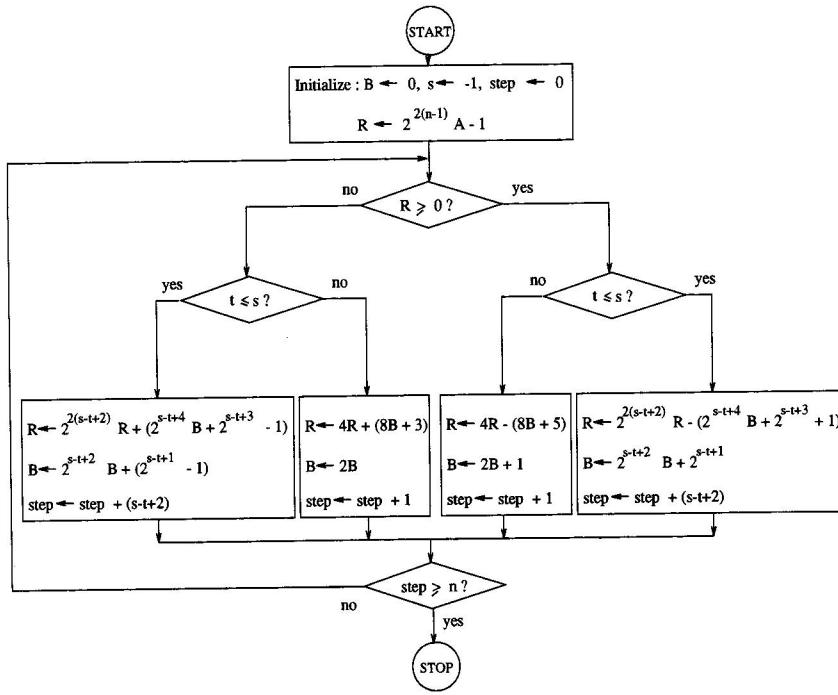 START
Initialize : B ← 0, s ← -1, step ← 0
R ← 2^{2(n-1)} A - 1
no
R ⩾ 0 ?
yes
yes
t ⩽ s ?
no
no
t ⩽ s ?
yes
R ← 2^{2(s-t+2)} R + (2^{s-t+4} B + 2^{s-t+3} - 1)
B ← 2^{s-t+2} B + (2^{s-t+1} - 1)
step ← step + (s-t+2)
R ← 4R + (8B + 3)
B ← 2B
step ← step + 1
R ← 4R - (8B + 5)
B ← 2B + 1
step ← step + 1
R ← 2^{2(s-t+2)} R - (2^{s-t+4} B + 2^{s-t+3} + 1)
B ← 2^{s-t+2} B + 2^{s-t+1}
step ← step + (s-t+2)
step ⩾ n ?
no
yes
STOP